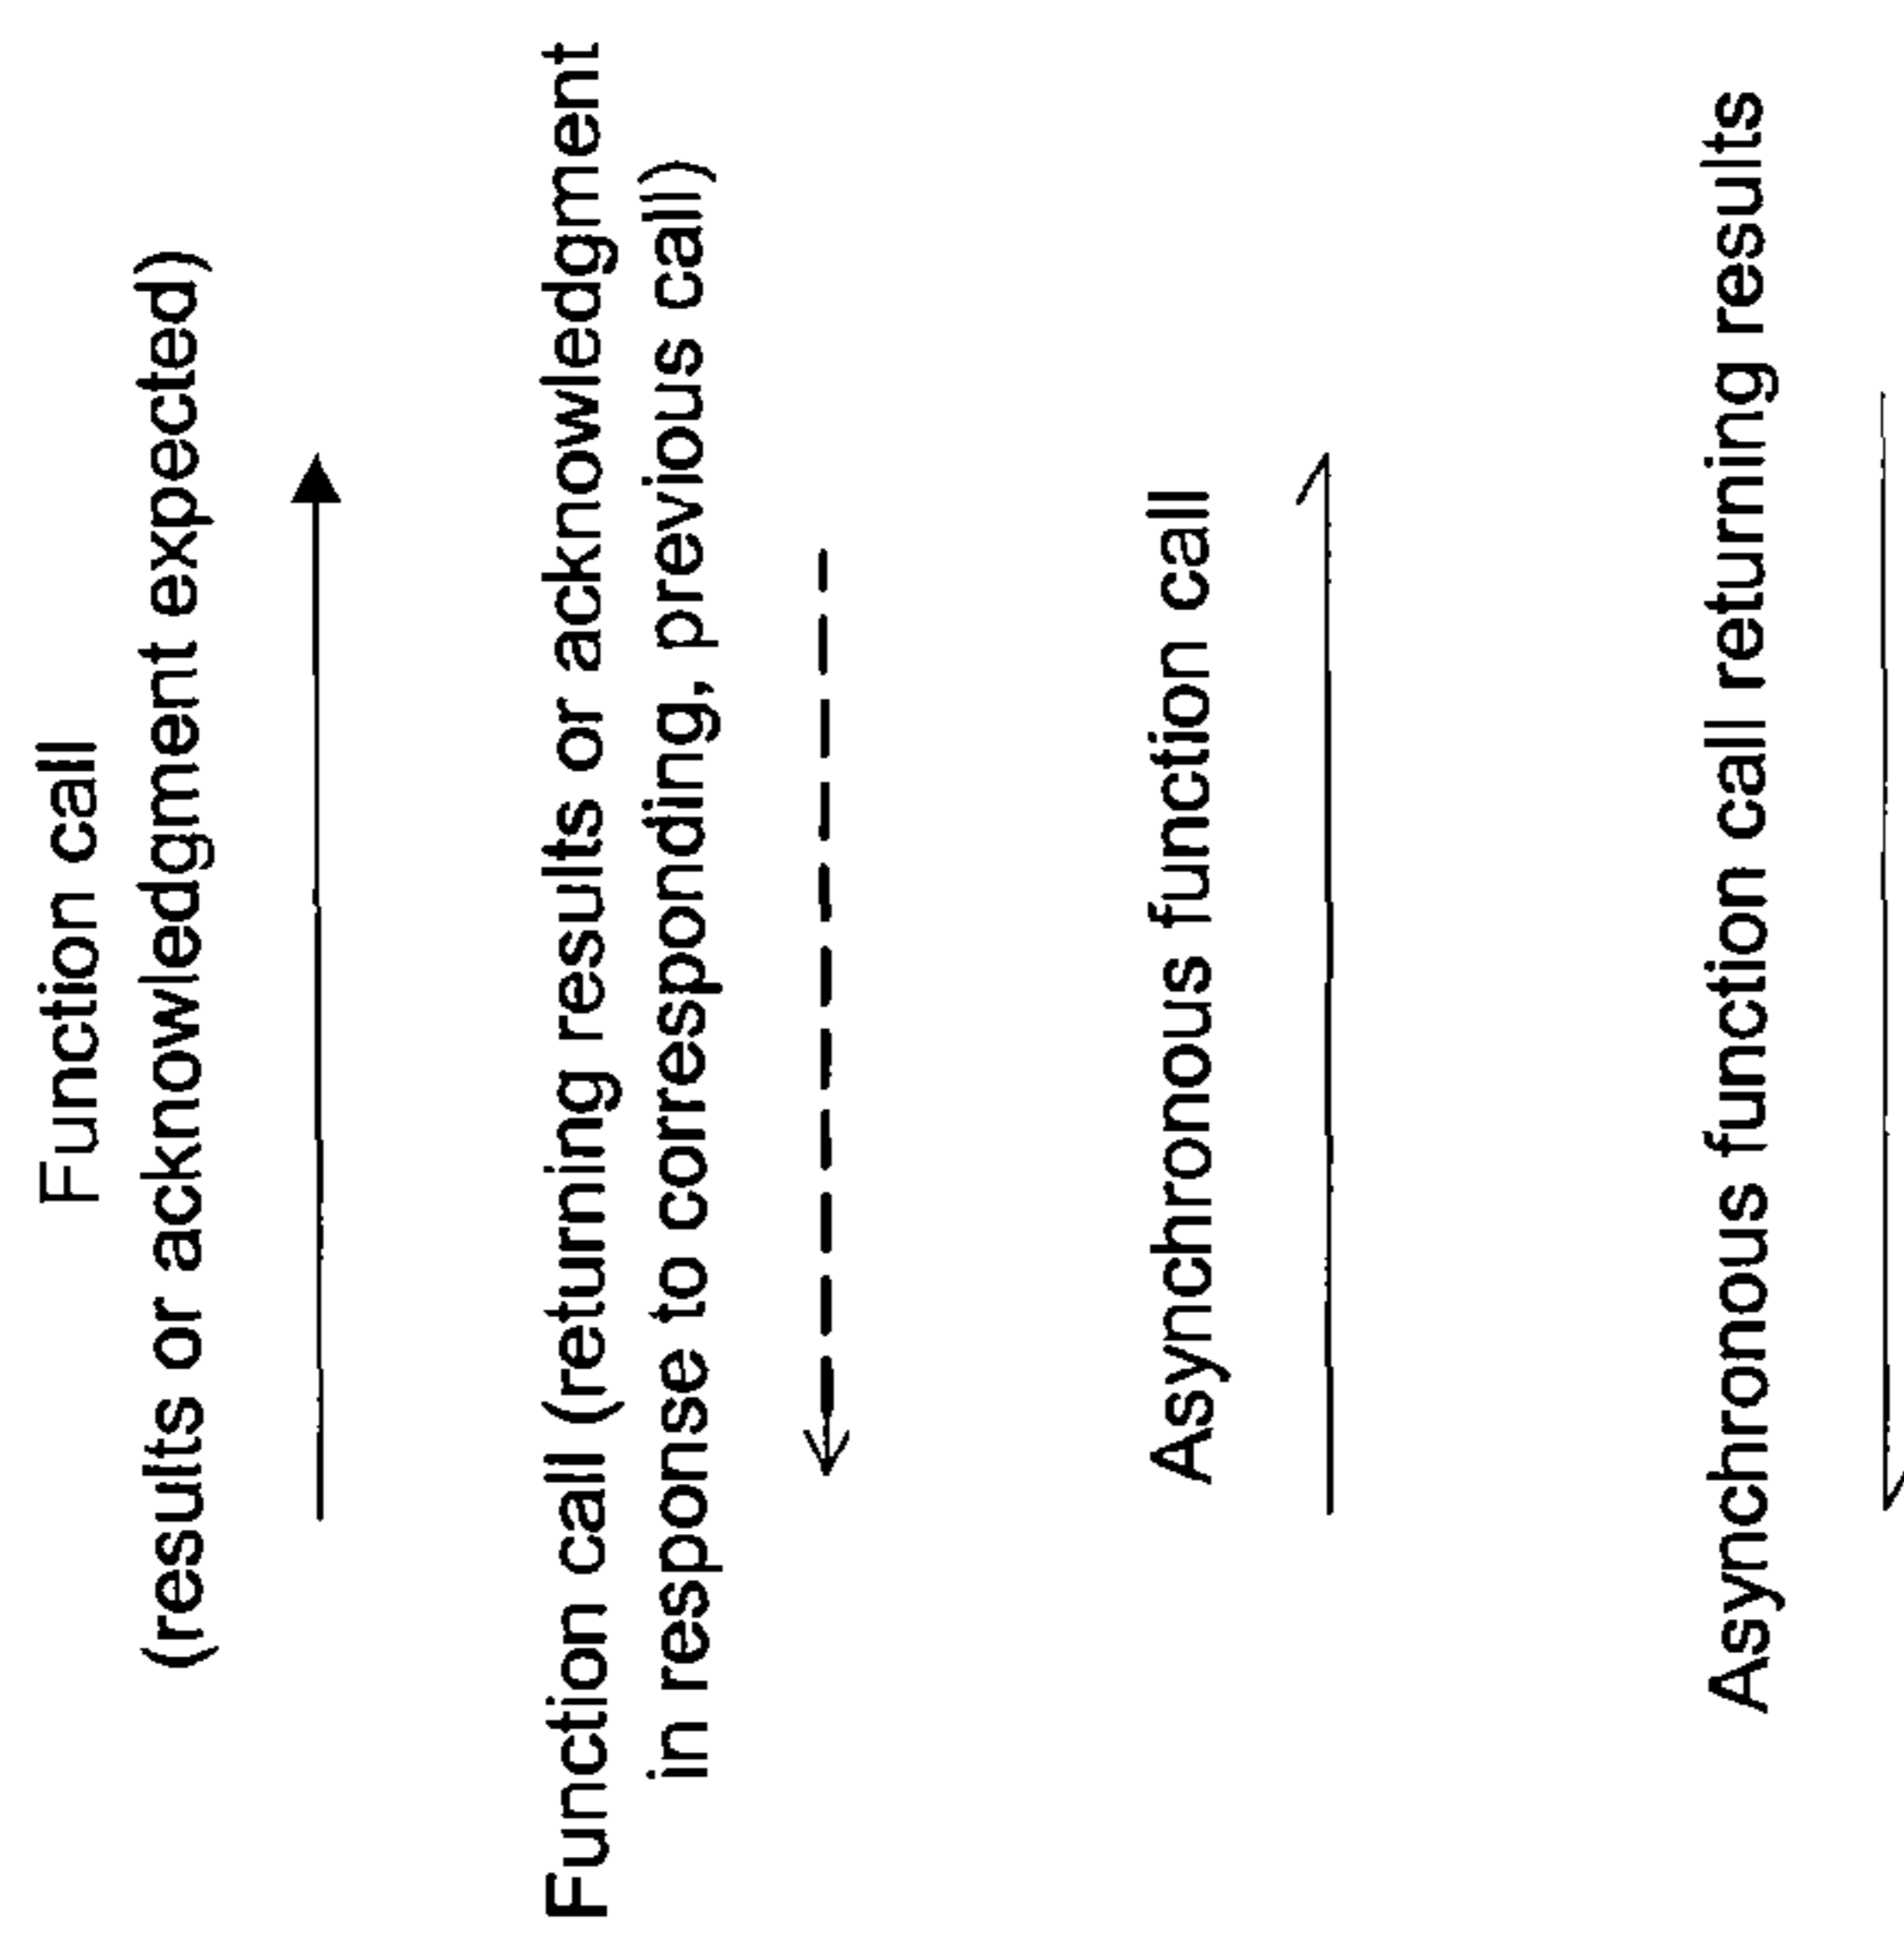 Function call
(results or acknowledgment expected)
Function call (returning results or acknowledgment
in response to corresponding, previous call)
Asynchronous function call
Asynchronous function call returning results